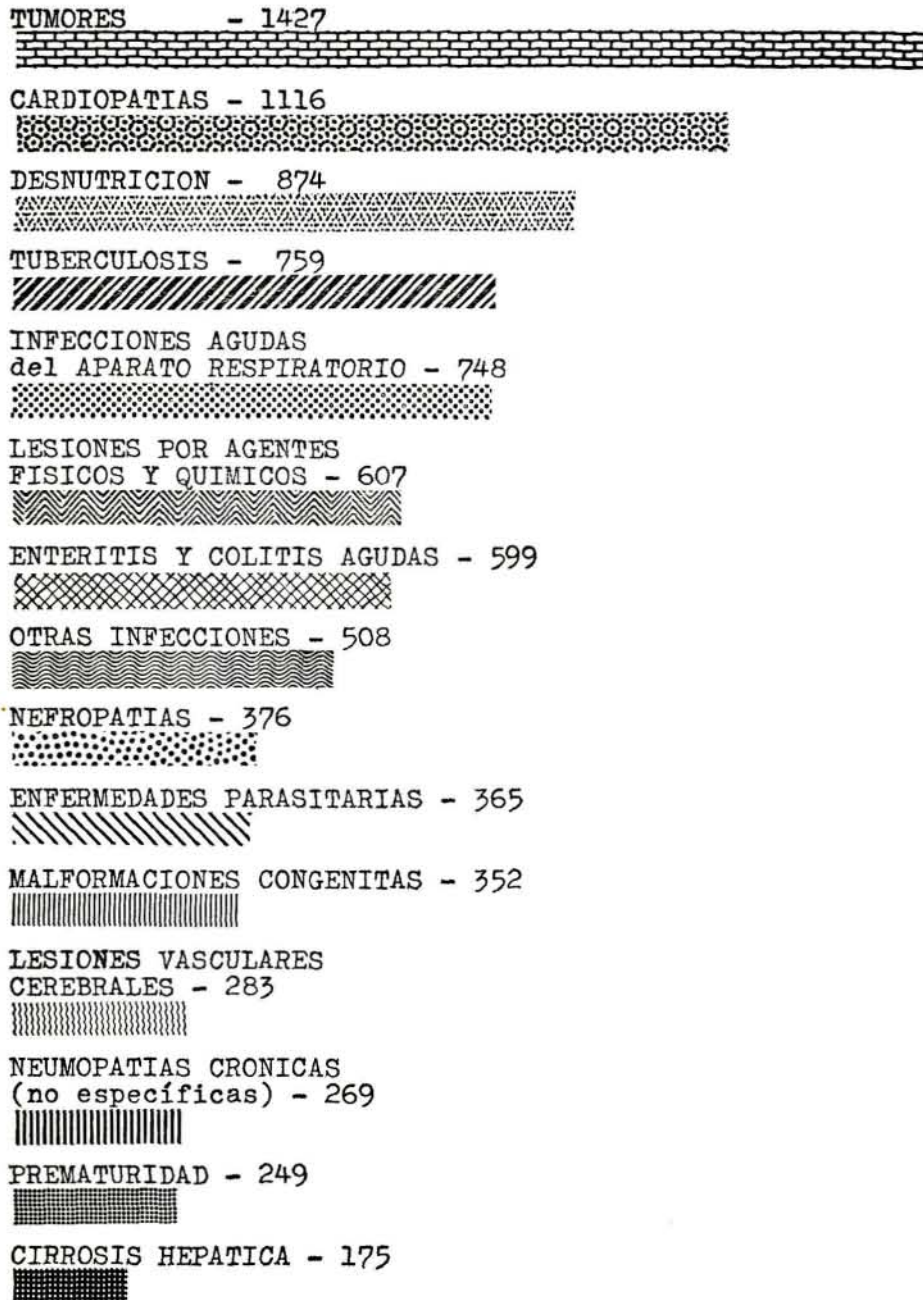 TUMORES - 1427
CARDIOPATIAS - 1116
DESNUTRICION - 874
TUBERCULOSIS - 759
INFECCIONES AGUDAS
del APARATO RESPIRATORIO - 748
LESIONES POR AGENTES
FISICOS Y QUIMICOS - 607
ENTERITIS Y COLITIS AGUDAS - 599
OTRAS INFECCIONES - 508
NEFROPATIAS - 376
ENFERMEDADES PARASITARIAS - 365
MALFORMACIONES CONGENITAS - 352
LESIONES VASCULARES
CEREBRALES - 283
NEUMOPATIAS CRONICAS
(no específicas) - 269
PREMATURIDAD - 249
CIRROSIS HEPATICA - 175